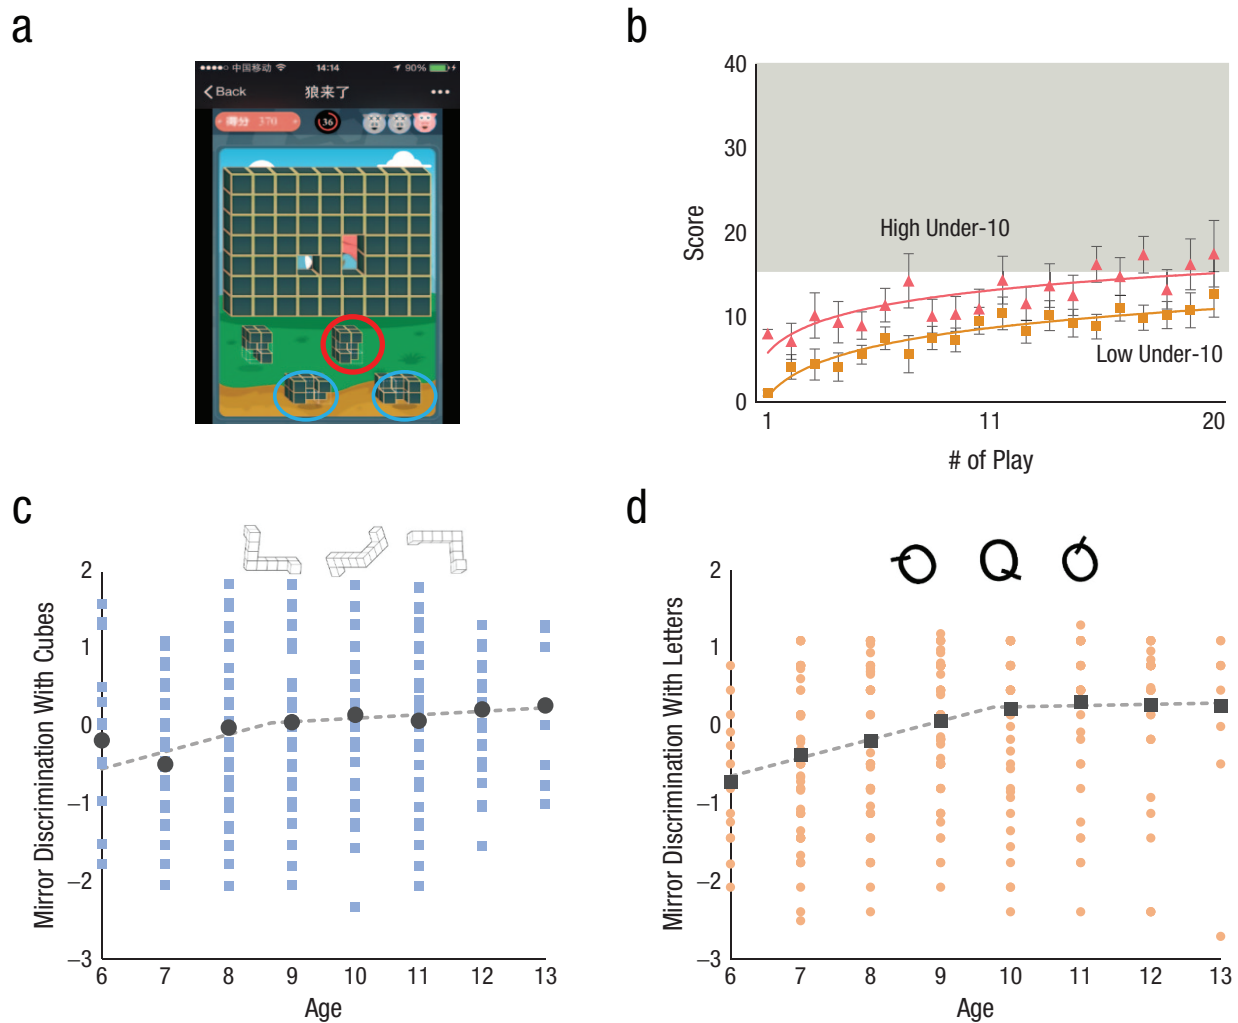 a
中国移动 14:14 90%
Back 狼来了
得分 370 36
b
Score
40
30
20
10
0
High Under-10
Low Under-10
1 11 20
# of Play
c
Mirror Discrimination With Cubes
2
1
0
−1
−2
−3
6 7 8 9 10 11 12 13
Age
d
Mirror Discrimination With Letters
2
1
0
−1
−2
−3
6 7 8 9 10 11 12 13
Age